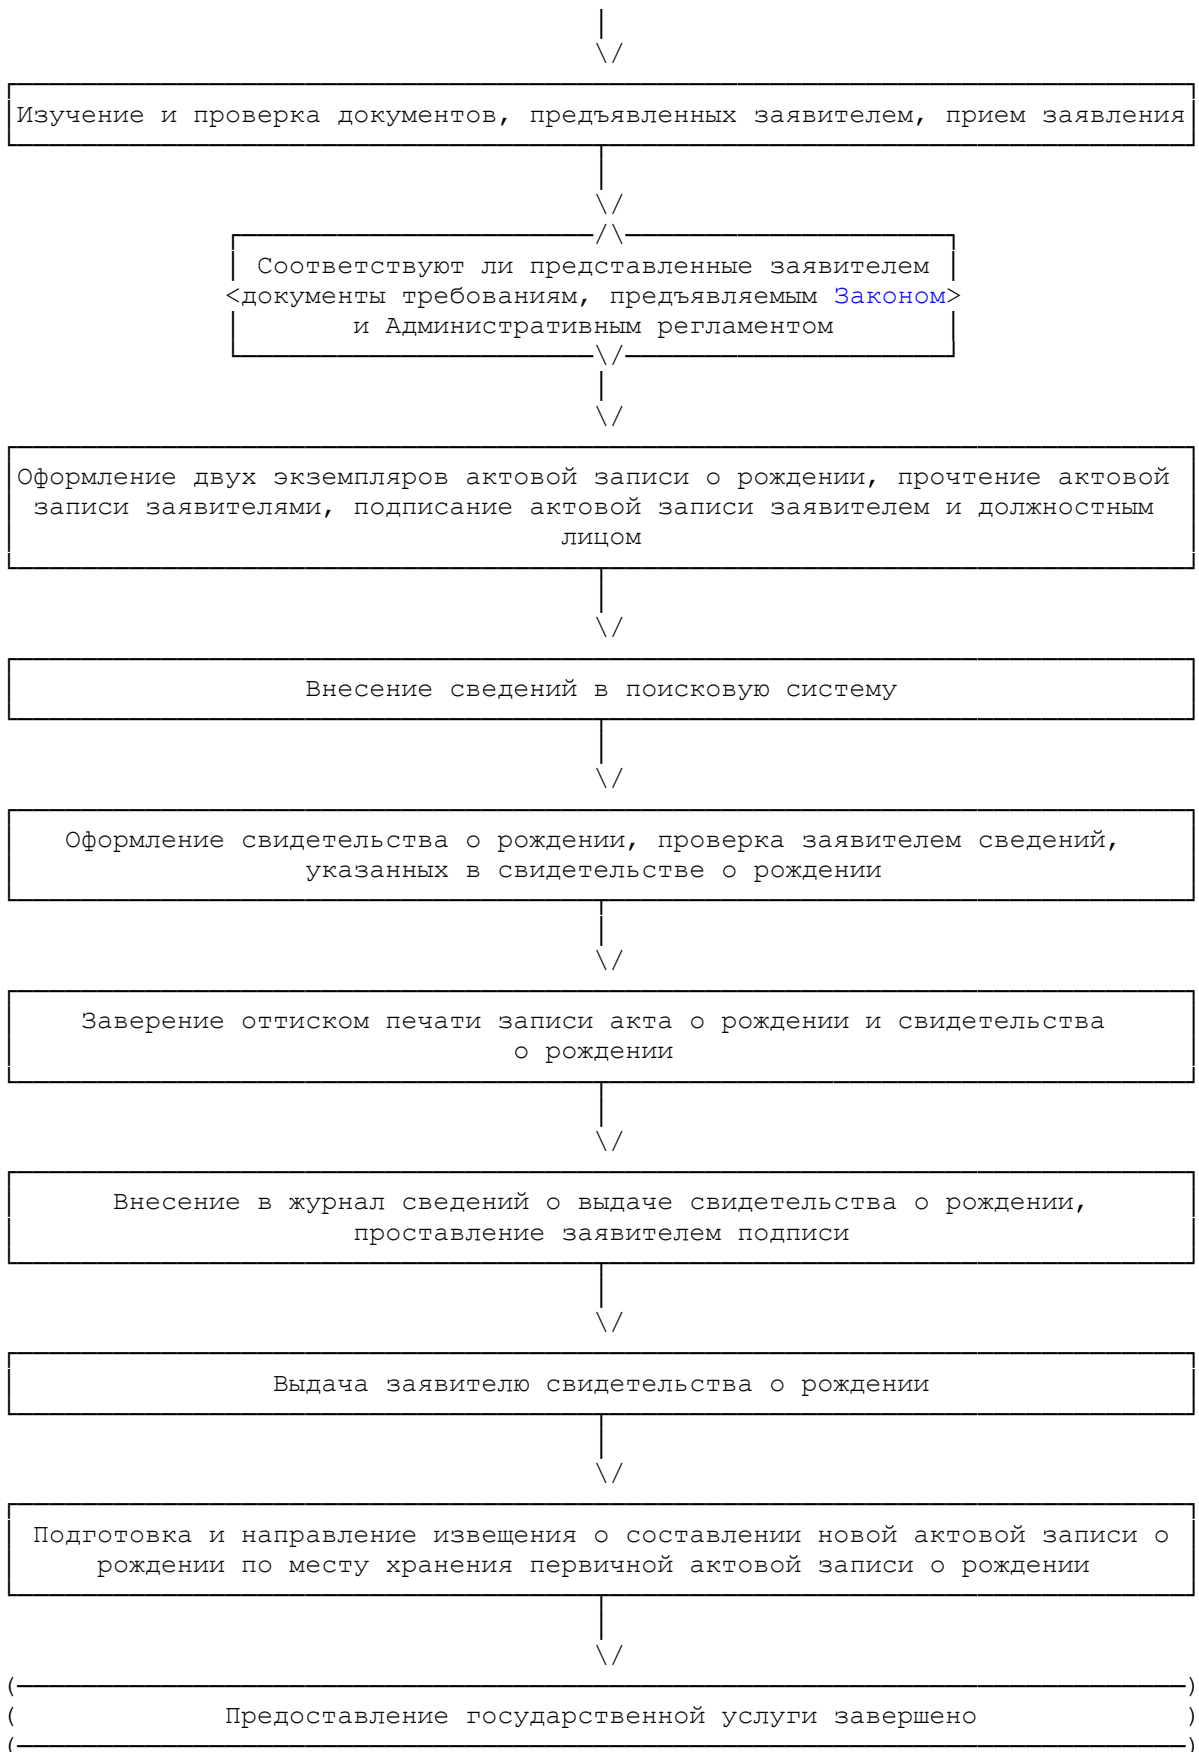 Изучение и проверка документов, предъявленных заявителем, прием заявления
Соответствуют ли представленные заявителем
<документы требованиям, предъявляемым Законом>
и Административным регламентом
Оформление двух экземпляров актовой записи о рождении, прочтение актовой
записи заявителями, подписание актовой записи заявителем и должностным
лицом
Внесение сведений в поисковую систему
Оформление свидетельства о рождении, проверка заявителем сведений,
указанных в свидетельстве о рождении
Заверение оттиском печати записи акта о рождении и свидетельства
о рождении
Внесение в журнал сведений о выдаче свидетельства о рождении,
проставление заявителем подписи
Выдача заявителю свидетельства о рождении
Подготовка и направление извещения о составлении новой актовой записи о
рождении по месту хранения первичной актовой записи о рождении
Предоставление государственной услуги завершено